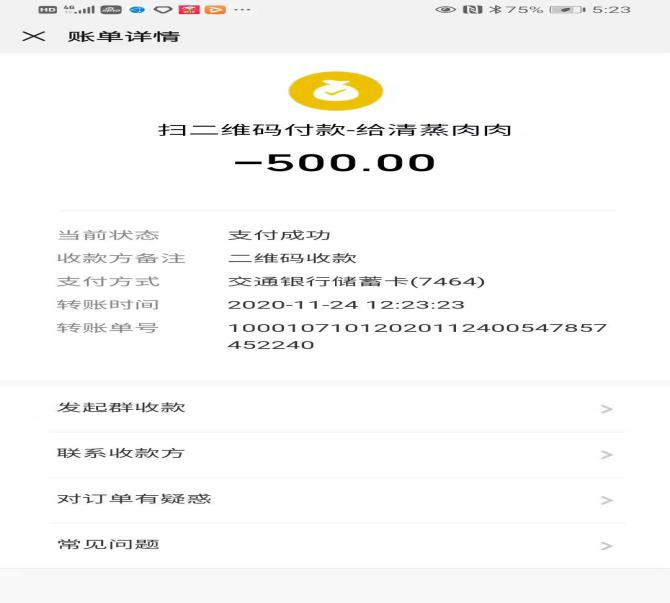 HD 4G 75% 5:23
账单详情
扫二维码付款-给清蒸肉肉
-500.00
当前状态 支付成功
收款方备注 二维码收款
支付方式 交通银行储蓄卡(7464)
转账时间 2020-11-24 12:23:23
转账单号 1000107101202011240054785​7
452240
发起群收款
联系收款方
对订单有疑惑
常见问题